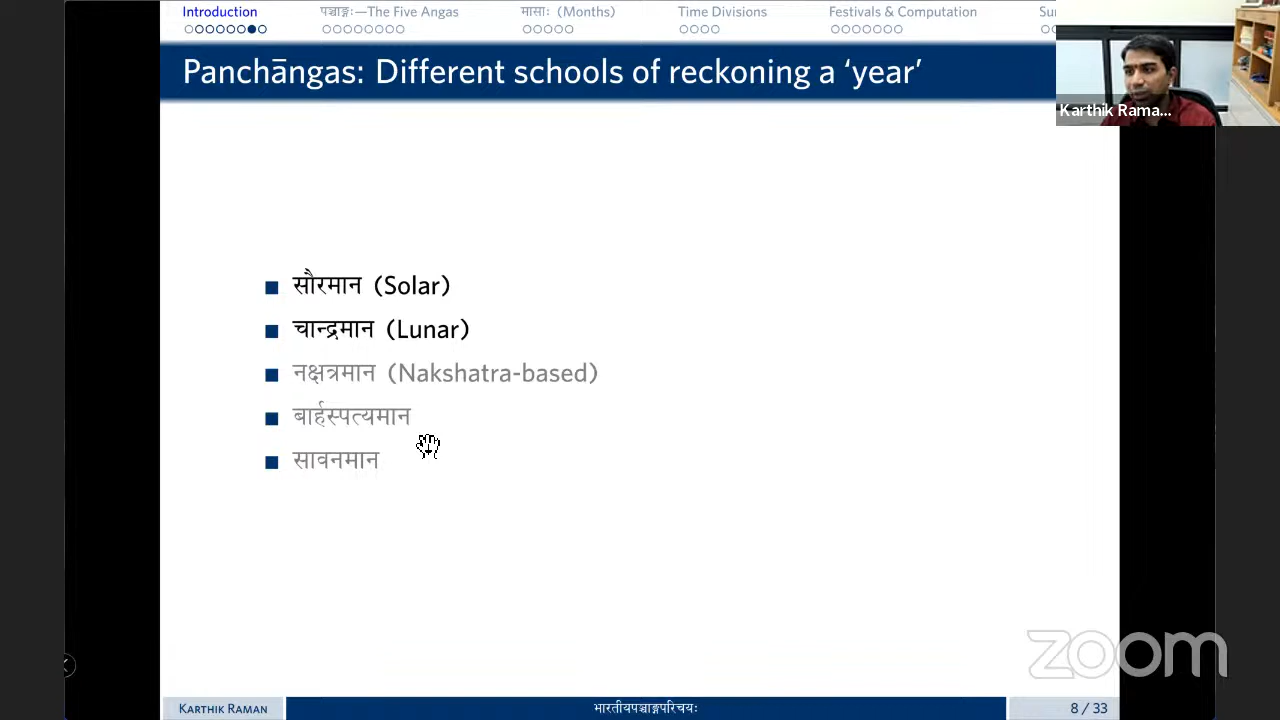 Introduction
पञ्चाङ्गः—The Five Angas
मासाः (Months)
Time Divisions
Festivals & Computation
Panchāngas: Different schools of reckoning a ‘year’
Karthik Rama...
■ सौरमान (Solar)
■ चान्द्रमान (Lunar)
■ नक्षत्रमान (Nakshatra-based)
■ बार्हस्पत्यमान
■ सावनमान
zoom
KARTHIK RAMAN
भारतीयपञ्चाङ्गपरिचयः
8 / 33